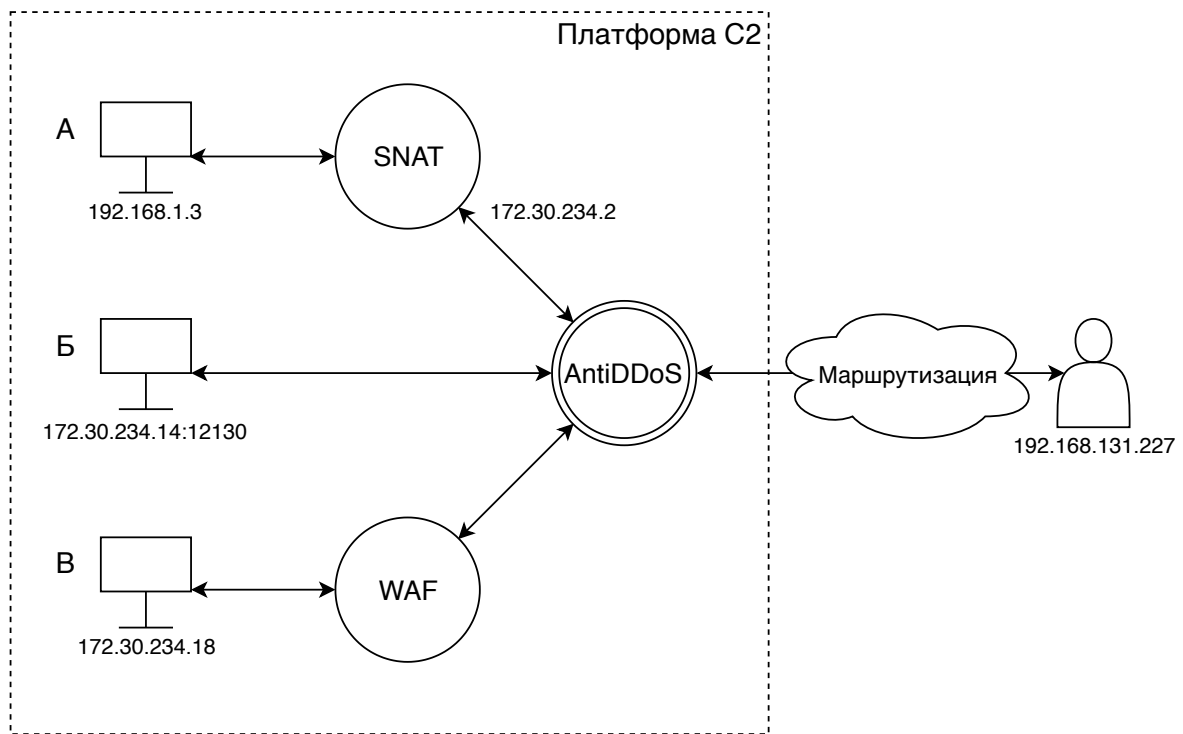 Платформа С2
А
SNAT
192.168.1.3
172.30.234.2
Б
AntiDDoS
Маршрутизация
172.30.234.14:12130
192.168.131.227
В
WAF
172.30.234.18